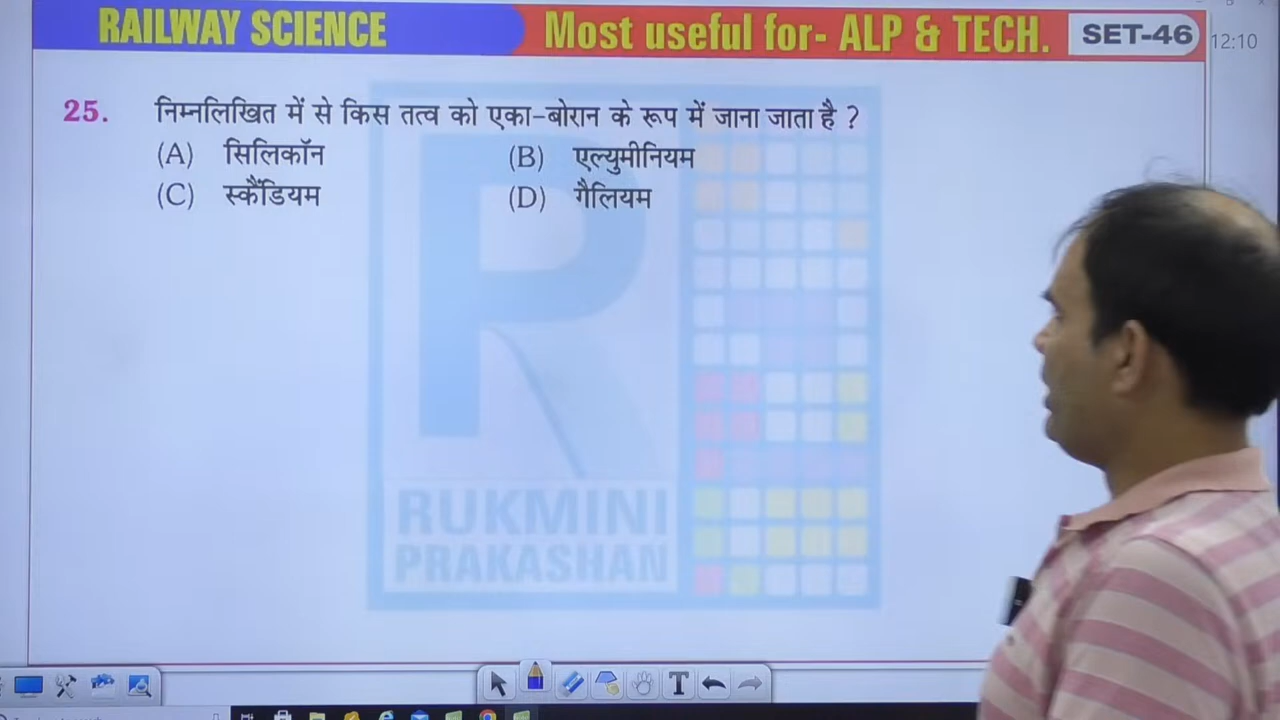 RAILWAY SCIENCE Most useful for- ALP & TECH. SET-46
12:10
25. निम्नलिखित में से किस तत्व को एका-बोरान के रूप में जाना जाता है ?
(A) सिलिकॉन (B) एल्युमीनियम
(C) स्कैंडियम (D) गैलियम
R
RUKMINI
PRAKASHAN
T